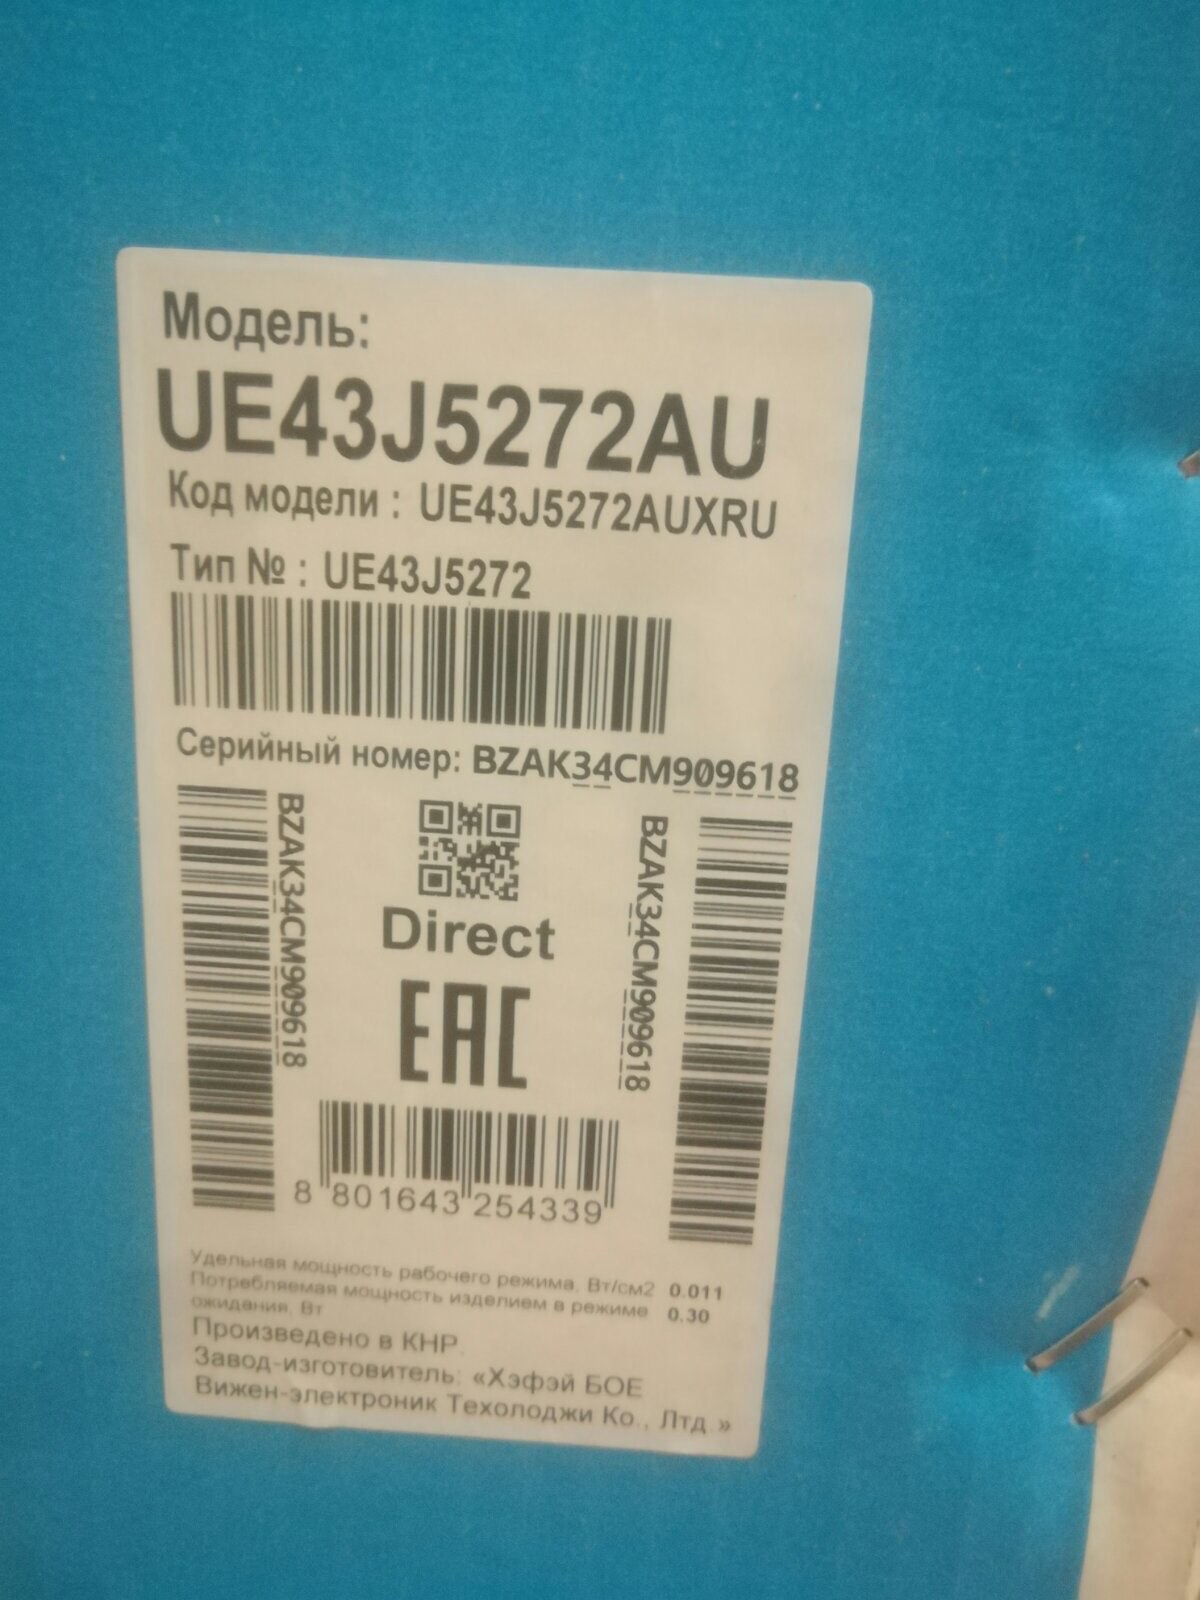 Модель:
UE43J5272AU
Код модели : UE43J5272AUXRU
Тип № : UE43J5272
Серийный номер: BZAK34CM909618
BZAK34CM909618
BZAK34CM909618
Direct
EAC
8 801643 254339
Удельная мощность рабочего режима, Вт/см2 0.011
Потребляемая мощность изделием в режиме 0.30
ожидания, Вт
Произведено в КНР.
Завод-изготовитель: «Хэфэй БОЕ
Вижен-электроник Техолоджи Ко., Лтд.»